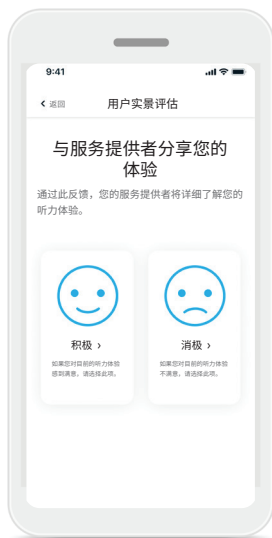 9:41
返回
用户实景评估
与服务提供者分享您的
体验
通过此反馈，您的服务提供者将详细了解您的
听力体验。
积极 ›
如果您对目前的听力体验
感到满意，请选择此项。
消极 ›
如果您对目前的听力体验
不满意，请选择此项。